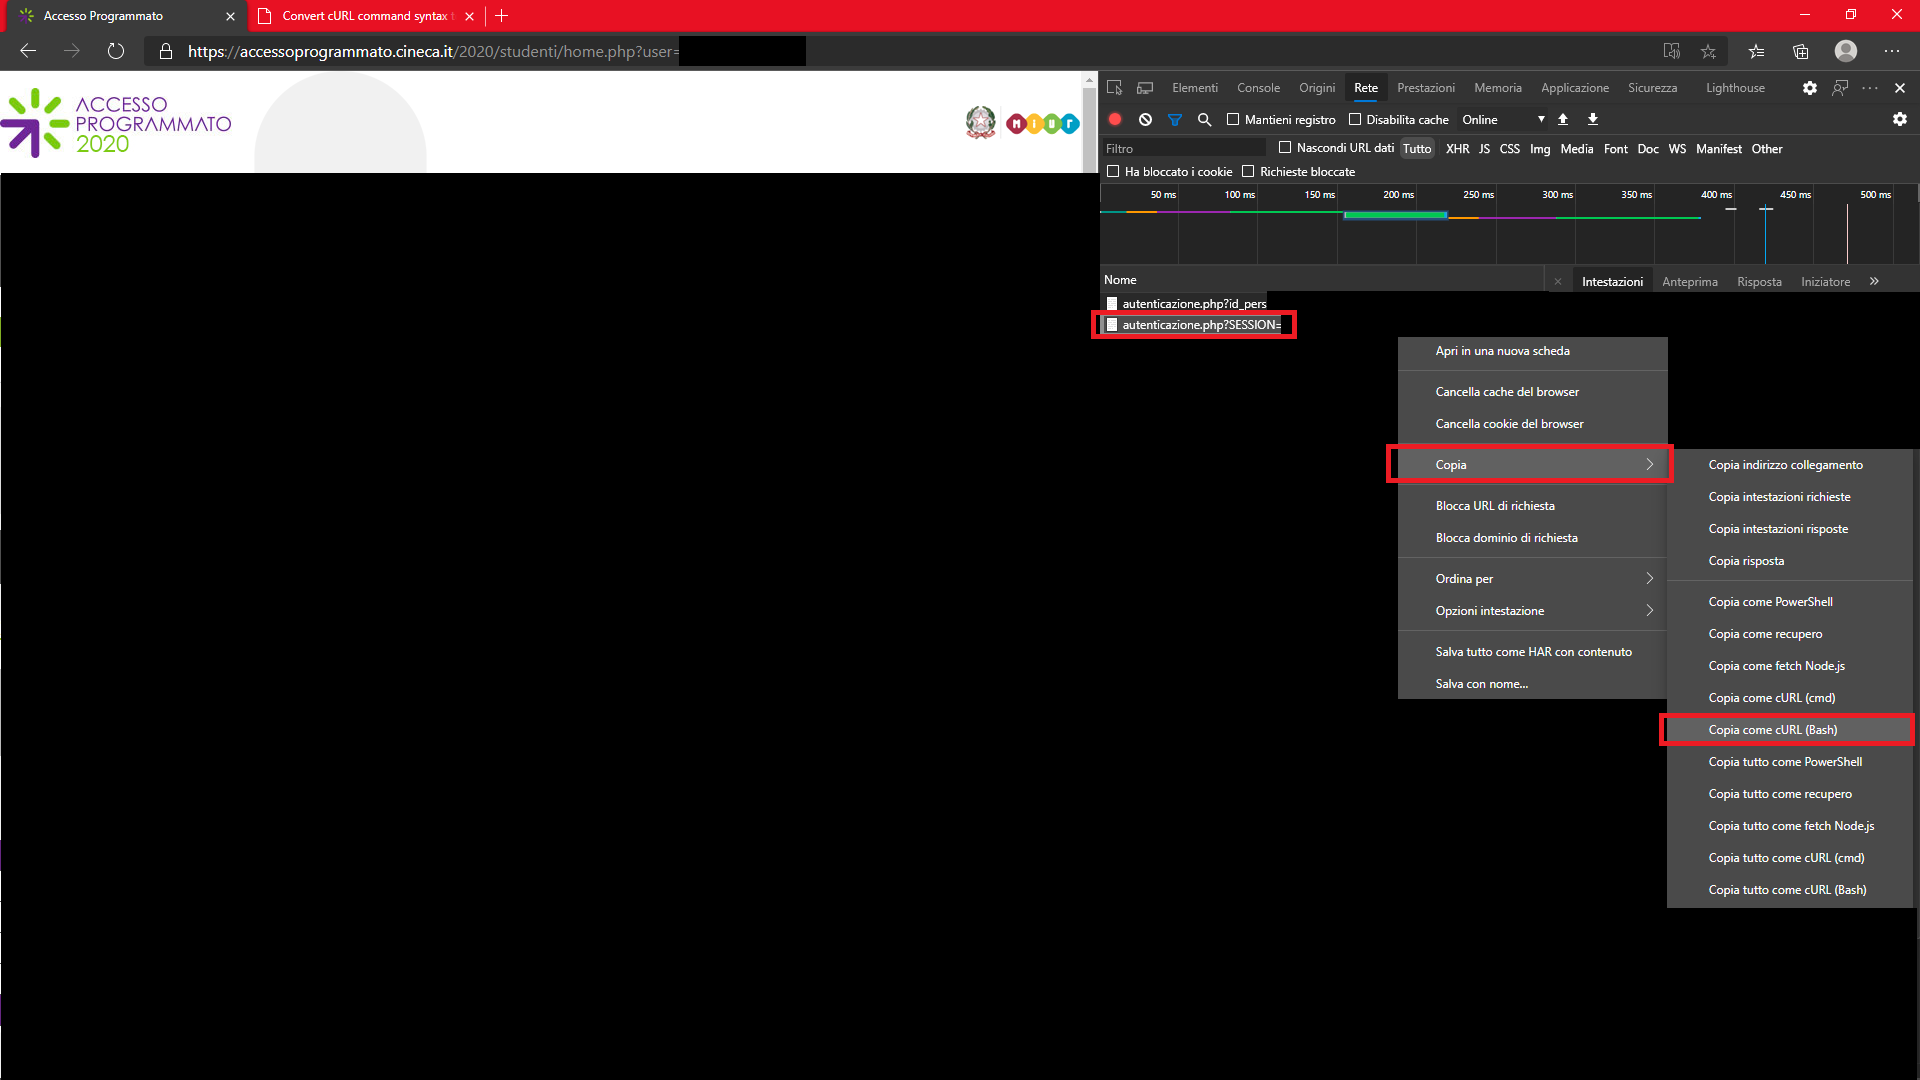 Accesso Programmato
Convert cURL command syntax t
https://accessoprogrammato.cineca.it/2020/studenti/home.php?user=
ACCESSO
PROGRAMMATO
2020
MIUR
Elementi Console Origini Rete Prestazioni Memoria Applicazione Sicurezza Lighthouse
Mantieni registro Disabilita cache Online
Filtro Nascondi URL dati Tutto XHR JS CSS Img Media Font Doc WS Manifest Other
Ha bloccato i cookie Richieste bloccate
50 ms 100 ms 150 ms 200 ms 250 ms 300 ms 350 ms 400 ms 450 ms 500 ms
Nome Intestazioni Anteprima Risposta Iniziatore
autenticazione.php?id_pers
autenticazione.php?SESSION=
Apri in una nuova scheda
Cancella cache del browser
Cancella cookie del browser
Copia
Blocca URL di richiesta
Blocca dominio di richiesta
Ordina per
Opzioni intestazione
Salva tutto come HAR con contenuto
Salva con nome...
Copia indirizzo collegamento
Copia intestazioni richieste
Copia intestazioni risposte
Copia risposta
Copia come PowerShell
Copia come recupero
Copia come fetch Node.js
Copia come cURL (cmd)
Copia come cURL (Bash)
Copia tutto come PowerShell
Copia tutto come recupero
Copia tutto come fetch Node.js
Copia tutto come cURL (cmd)
Copia tutto come cURL (Bash)